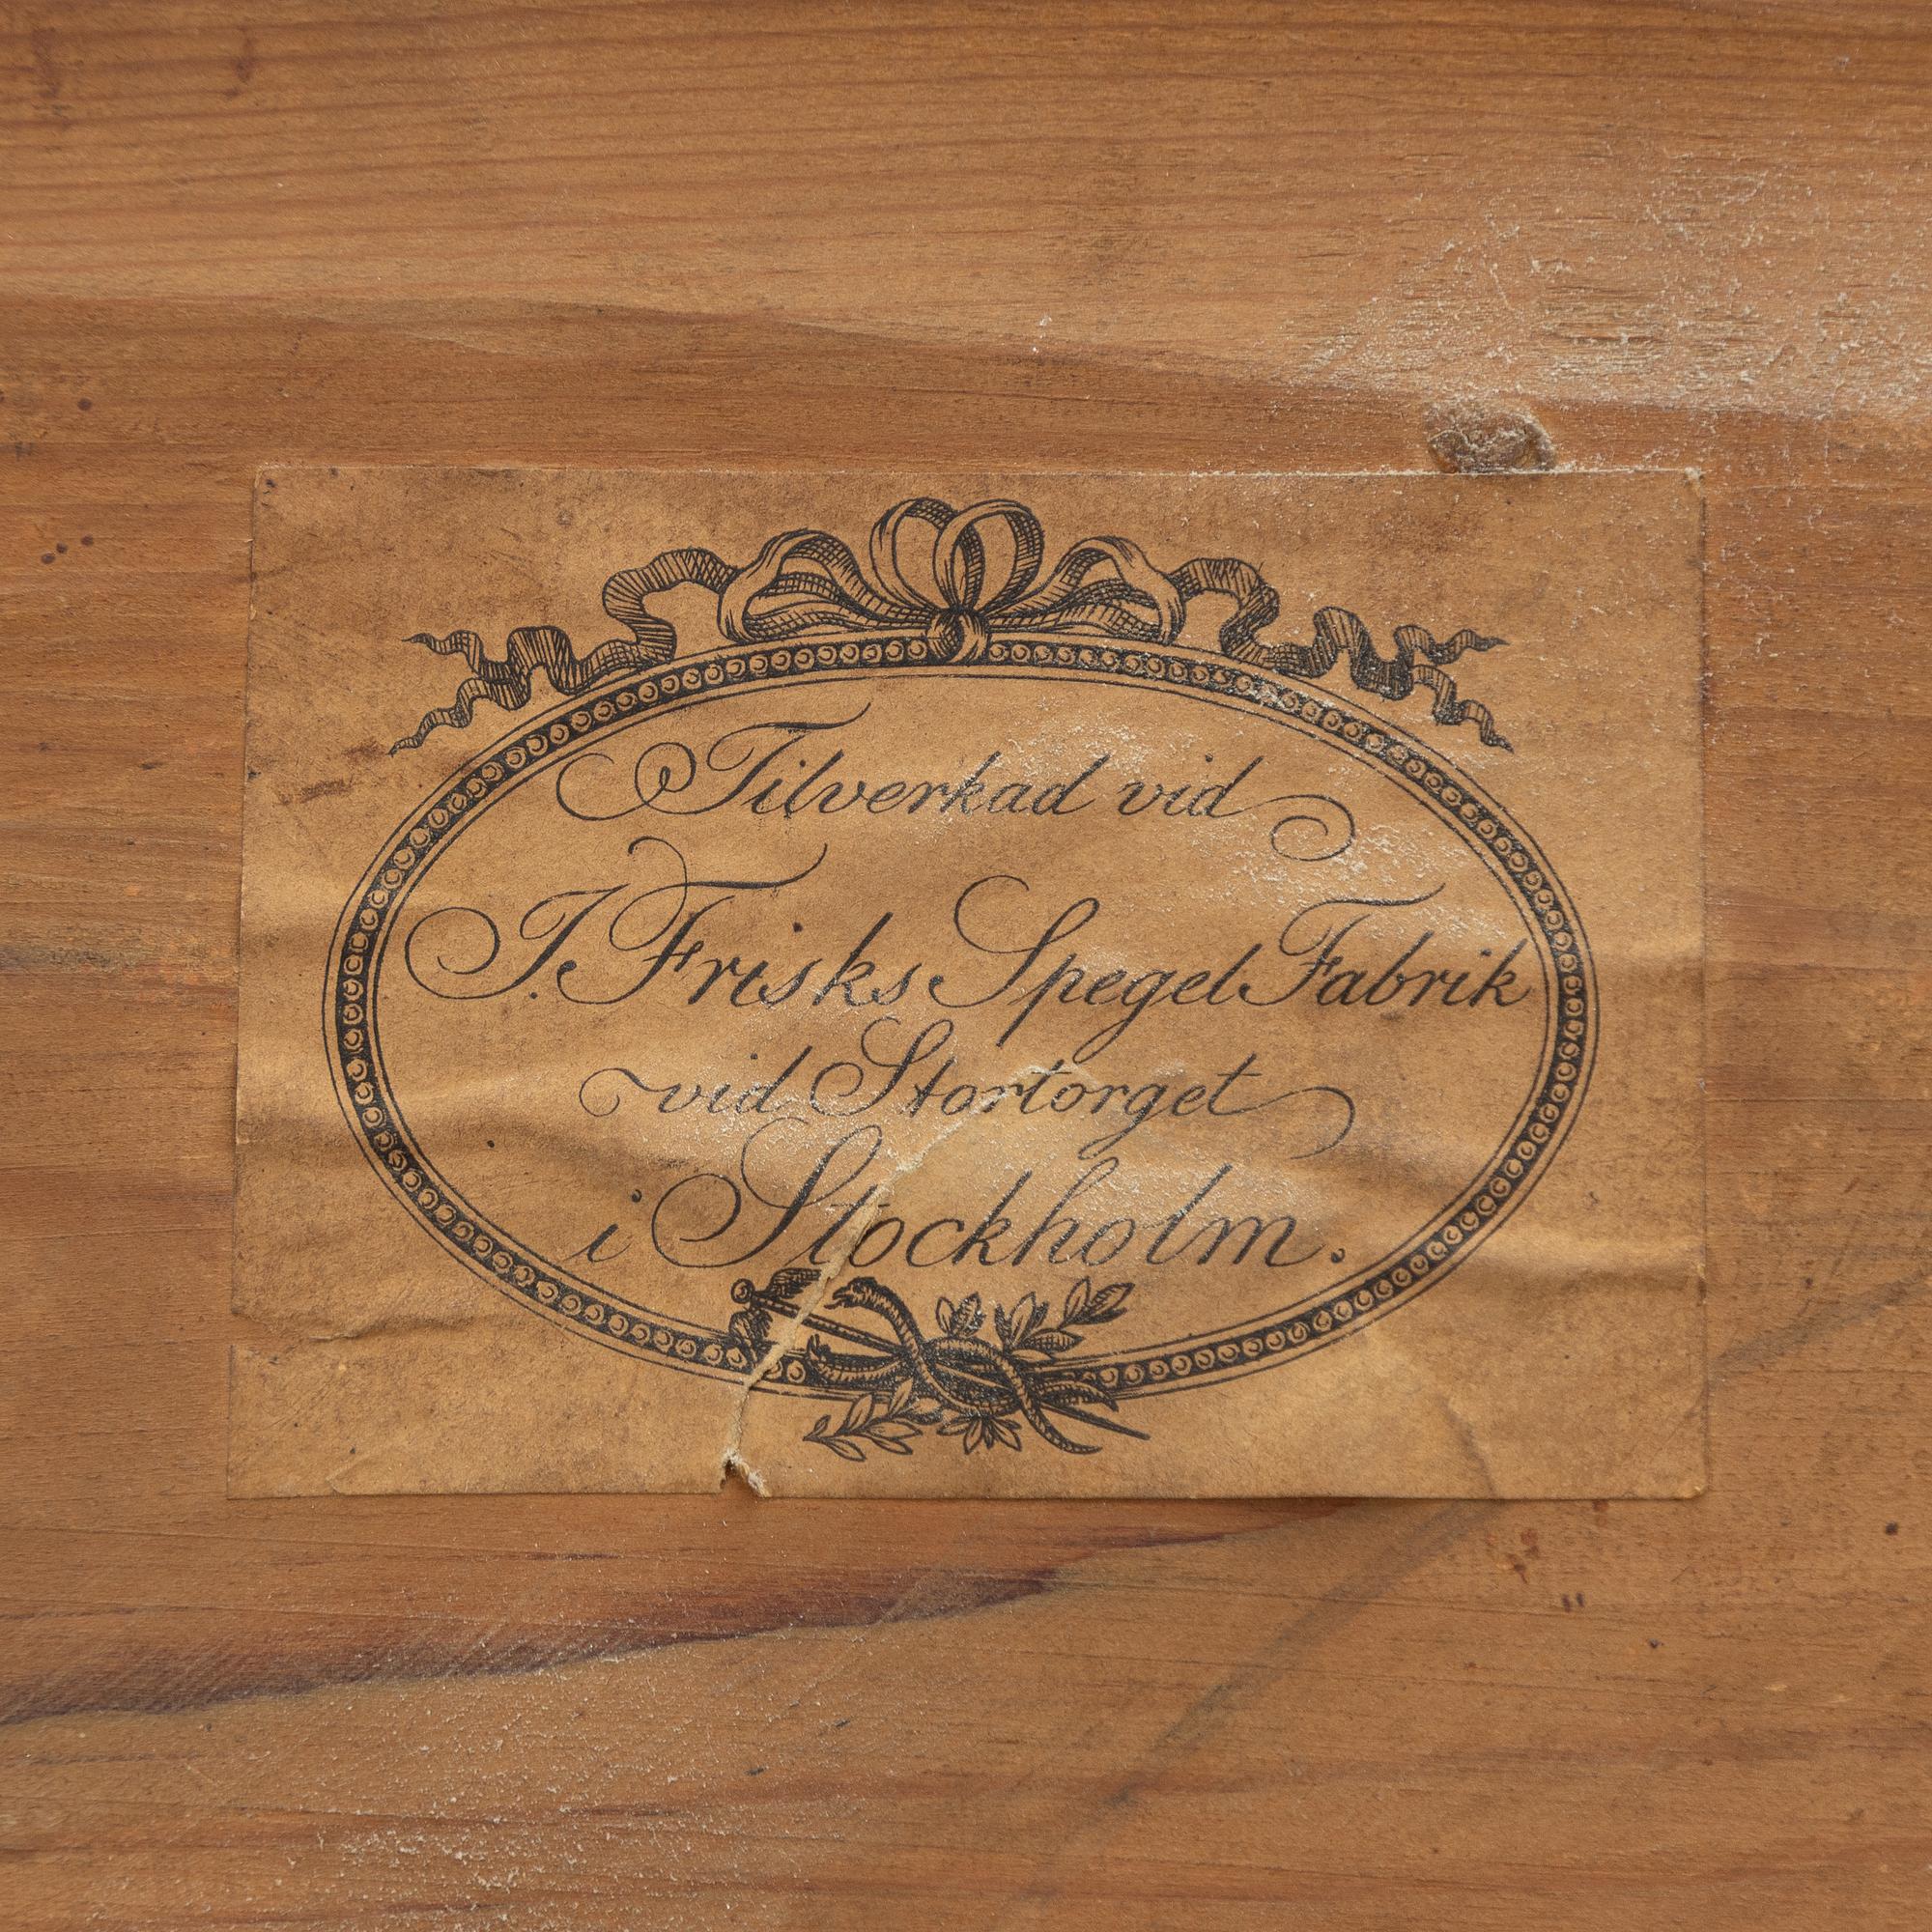 Tilverkad vid
J. Frisks Spegel Fabrik
vid Stortorget
i Stockholm.